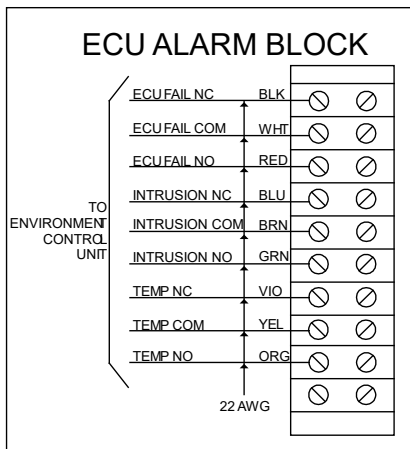 ECU ALARM BLOCK
ECU FAIL NC BLK
ECU FAIL COM WHT
ECU FAIL NO RED
INTRUSION NC BLU
INTRUSION COM BRN
INTRUSION NO GRN
TEMP NC VIO
TEMP COM YEL
TEMP NO ORG
TO
ENVIRONMENT
CONTROL
UNIT
22 AWG